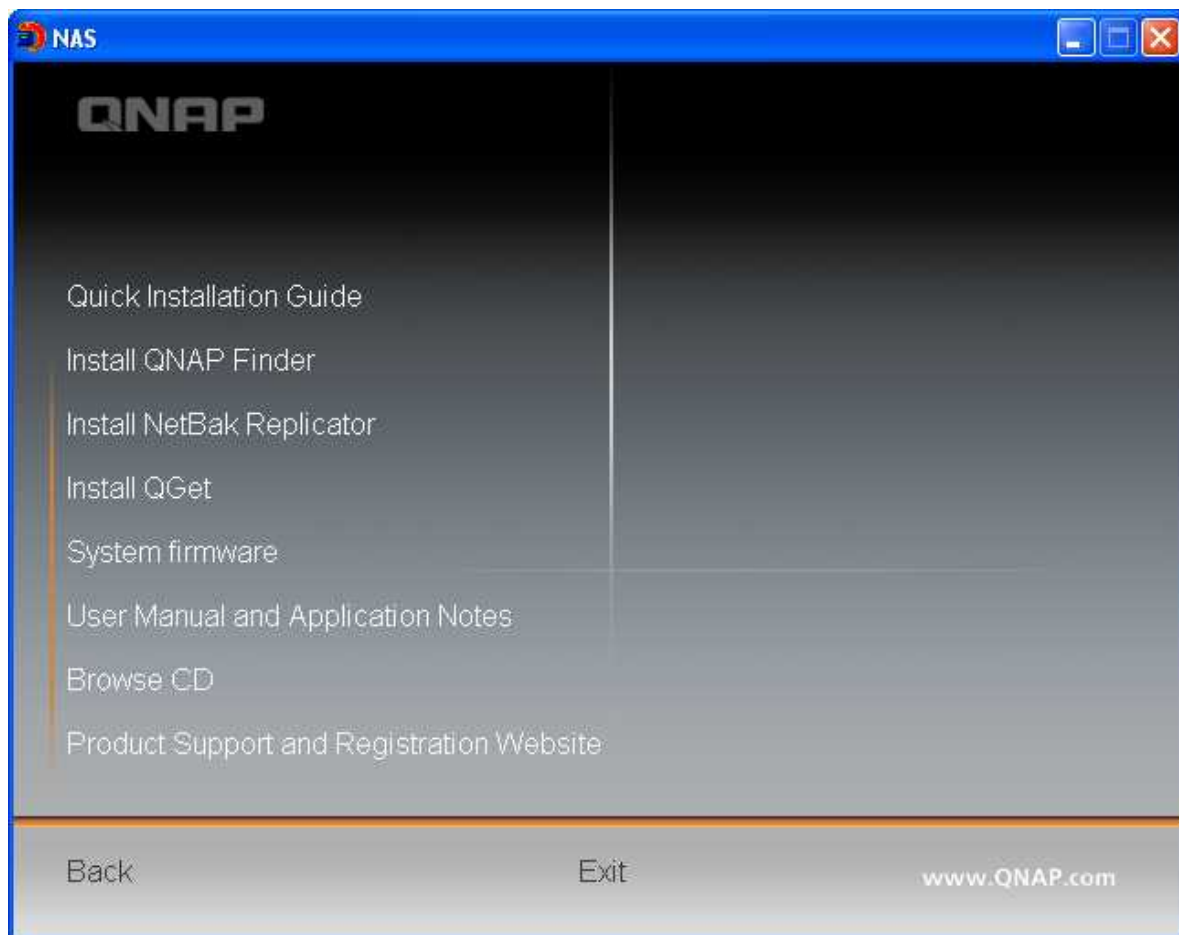 NAS
QNAP
Quick Installation Guide
Install QNAP Finder
Install NetBak Replicator
Install QGet
System firmware
User Manual and Application Notes
Browse CD
Product Support and Registration Website
Back Exit www.QNAP.com